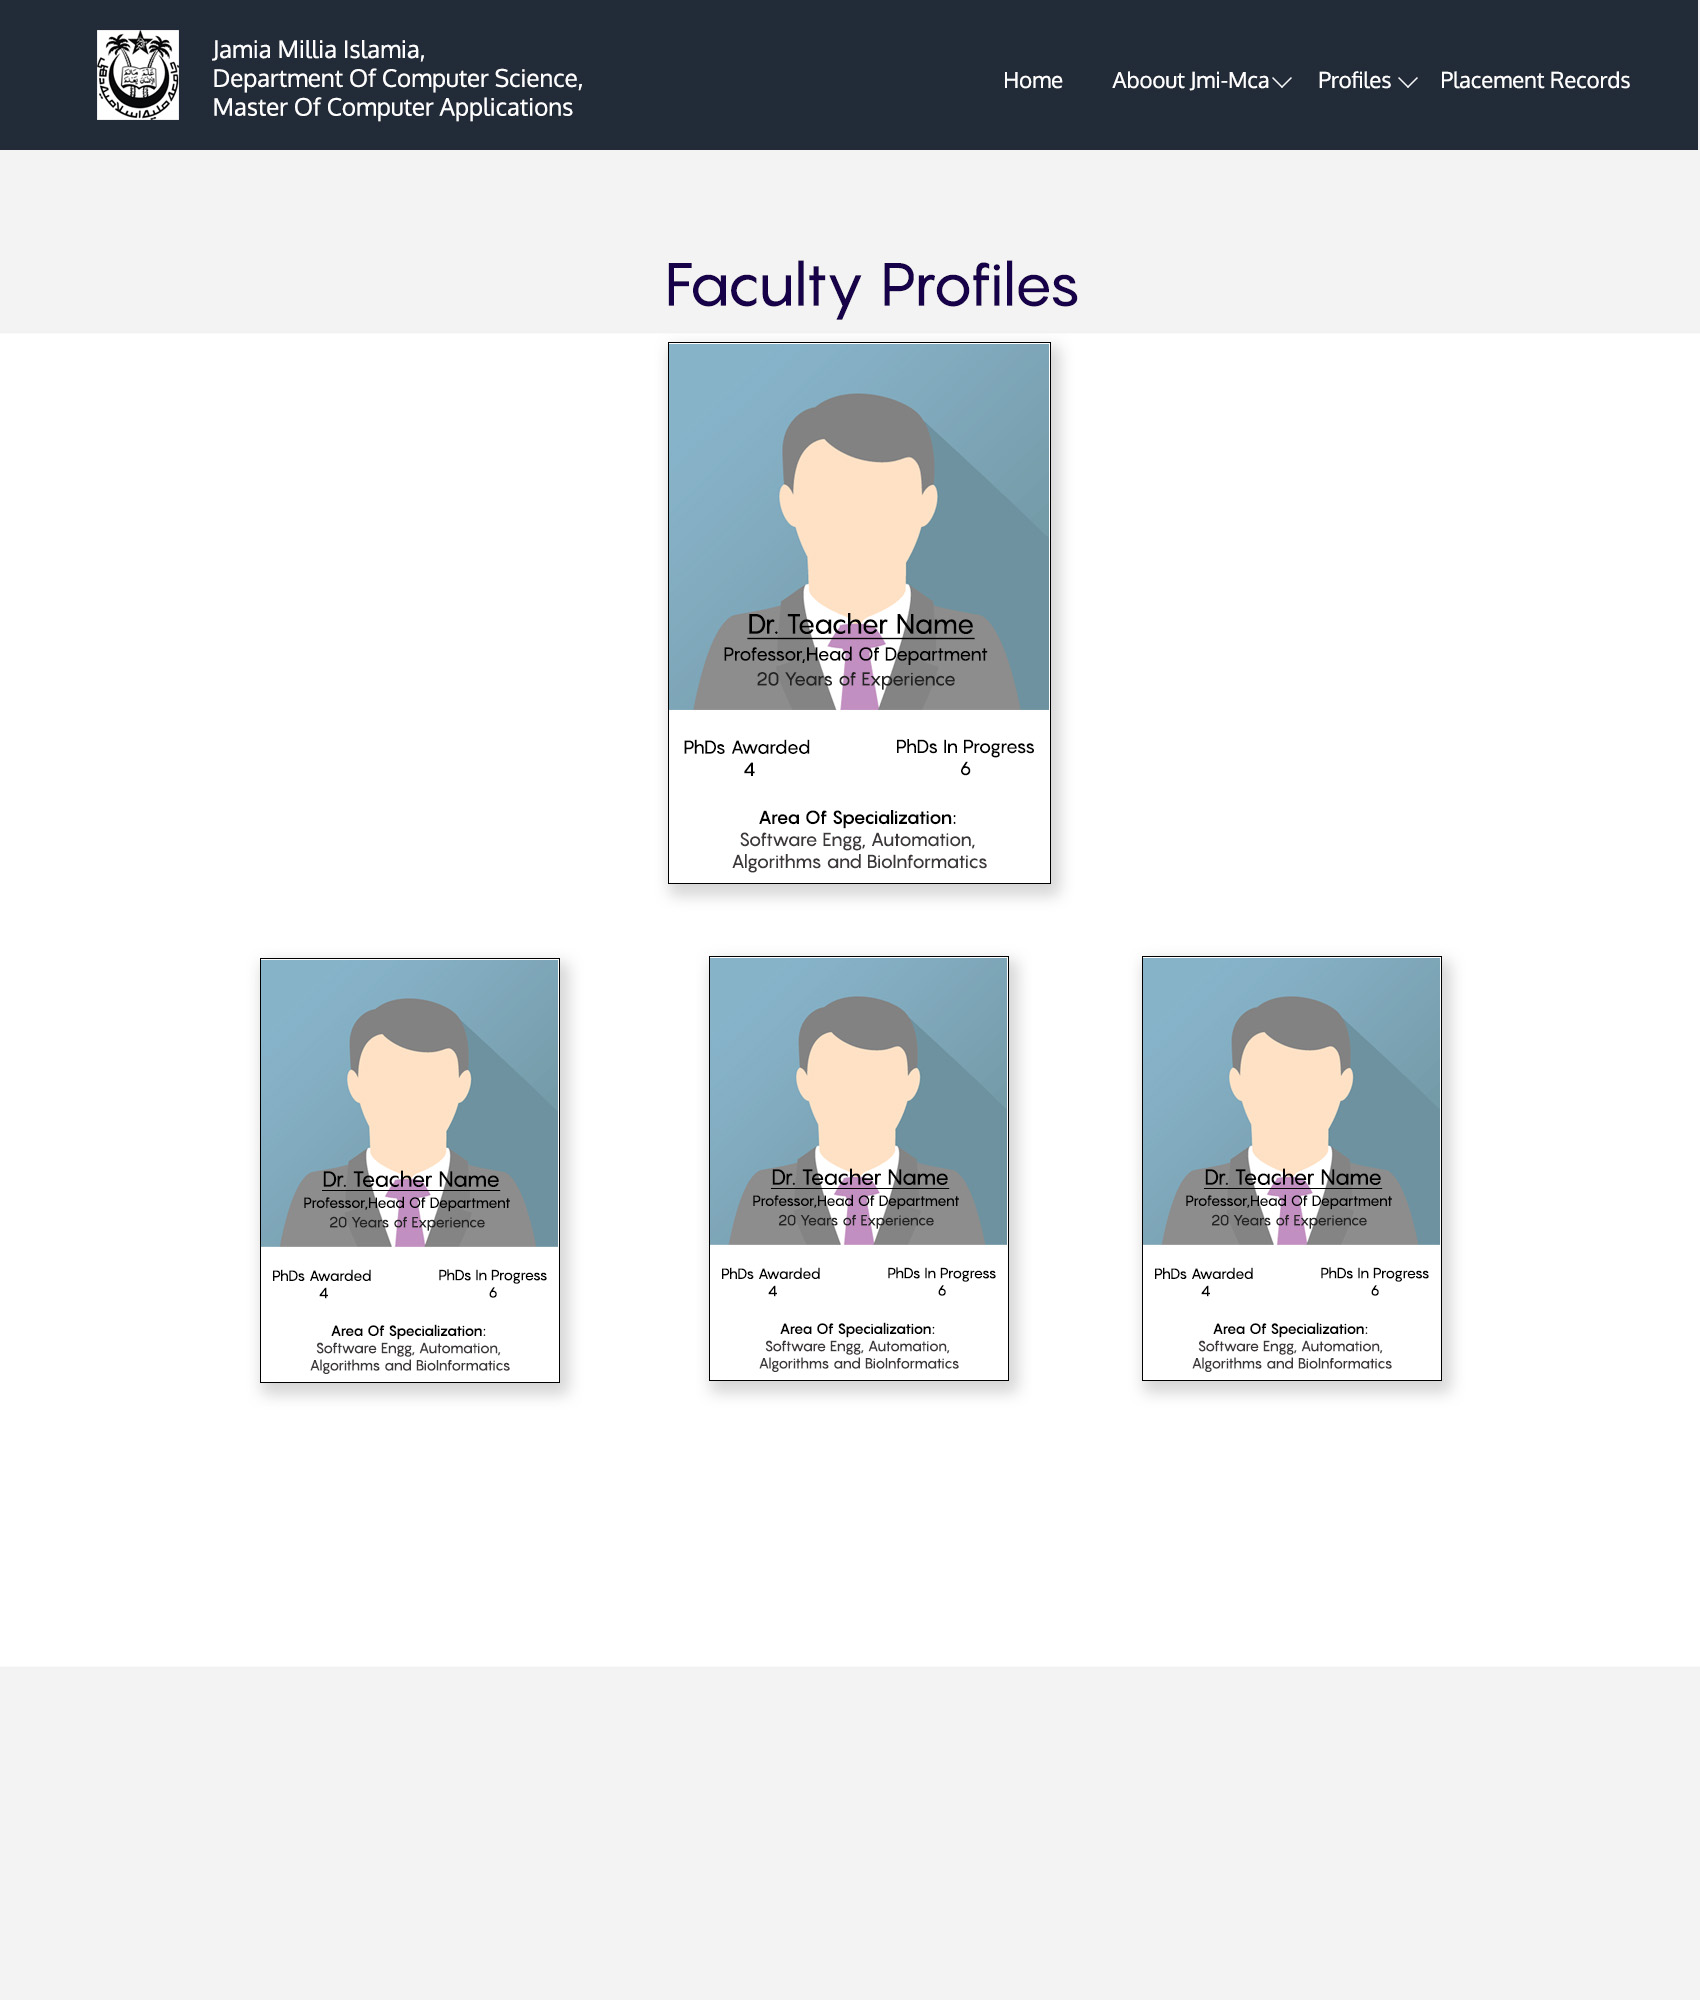 Jamia Millia Islamia,
Department Of Computer Science,
Master Of Computer Applications
Home
Aboout Jmi-Mca
Profiles
Placement Records
Faculty Profiles
Dr. Teacher Name
Professor,Head Of Department
20 Years of Experience
PhDs Awarded
4
PhDs In Progress
6
Area Of Specialization:
Software Engg, Automation,
Algorithms and BioInformatics
Dr. Teacher Name
Professor,Head Of Department
20 Years of Experience
PhDs Awarded
4
PhDs In Progress
6
Area Of Specialization:
Software Engg, Automation,
Algorithms and BioInformatics
Dr. Teacher Name
Professor,Head Of Department
20 Years of Experience
PhDs Awarded
4
PhDs In Progress
6
Area Of Specialization:
Software Engg, Automation,
Algorithms and BioInformatics
Dr. Teacher Name
Professor,Head Of Department
20 Years of Experience
PhDs Awarded
4
PhDs In Progress
6
Area Of Specialization:
Software Engg, Automation,
Algorithms and BioInformatics